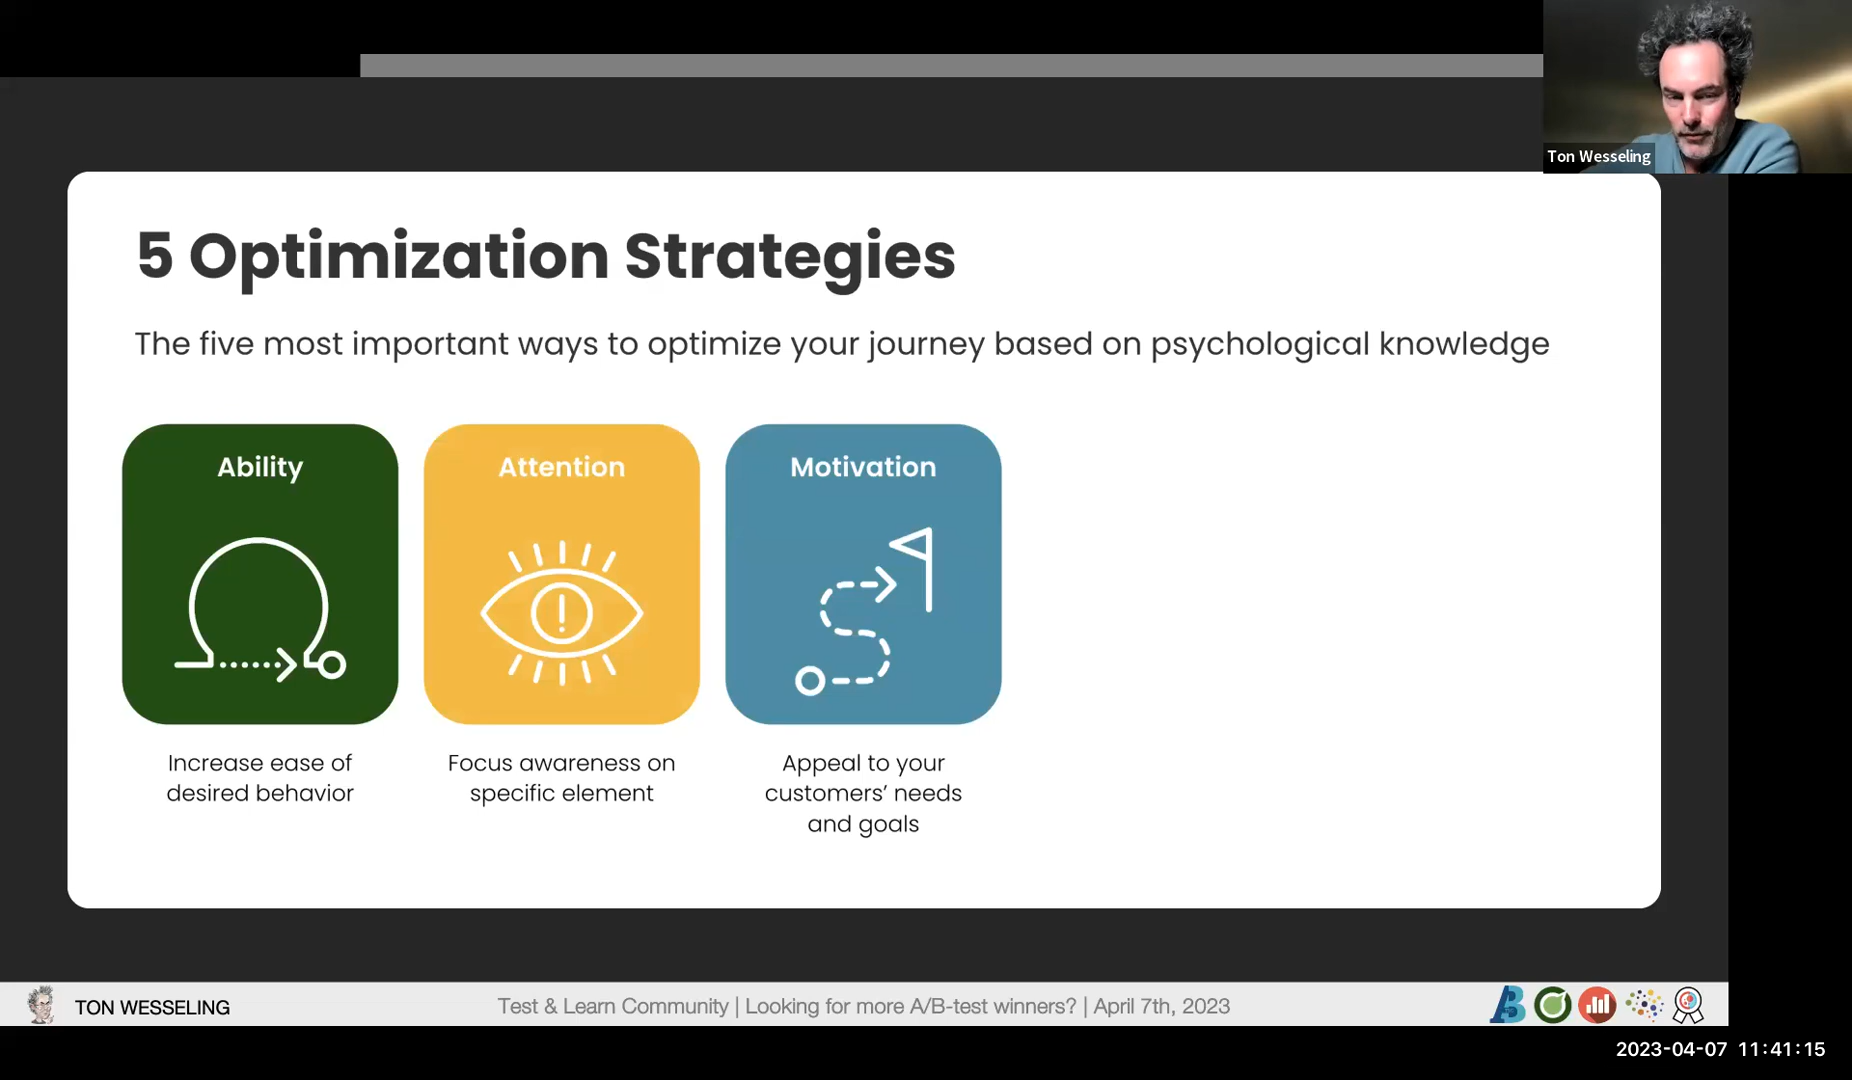 Ton Wesseling
5 Optimization Strategies
The five most important ways to optimize your journey based on psychological knowledge
Ability
Attention
Motivation
Increase ease of
desired behavior
Focus awareness on
specific element
Appeal to your
customers’ needs
and goals
TON WESSELING
Test & Learn Community | Looking for more A/B-test winners? | April 7th, 2023
2023-04-07 11:41:15